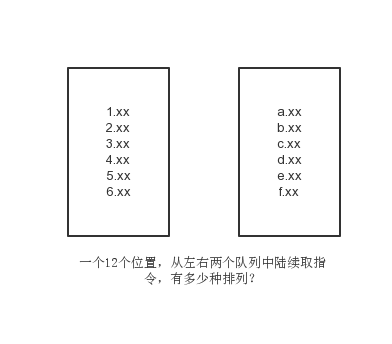 1.xx
2.xx
3.xx
4.xx
5.xx
6.xx
a.xx
b.xx
c.xx
d.xx
e.xx
f.xx
一个12个位置，从左右两个队列中陆续取指
令，有多少种排列？